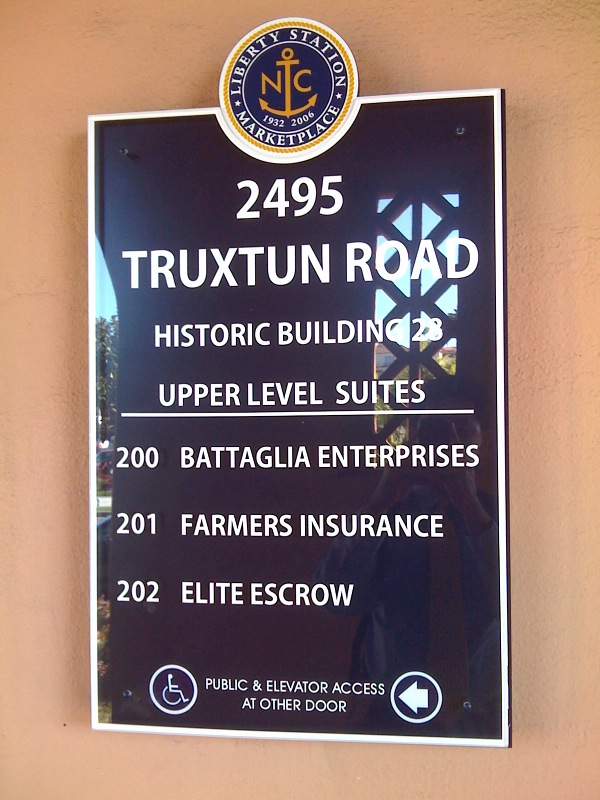 LIBERTY STATION
NTC
1932 2006
MARKETPLACE
2495
TRUXTUN ROAD
HISTORIC BUILDING 28
UPPER LEVEL SUITES
200 BATTAGLIA ENTERPRISES
201 FARMERS INSURANCE
202 ELITE ESCROW
PUBLIC & ELEVATOR ACCESS
AT OTHER DOOR